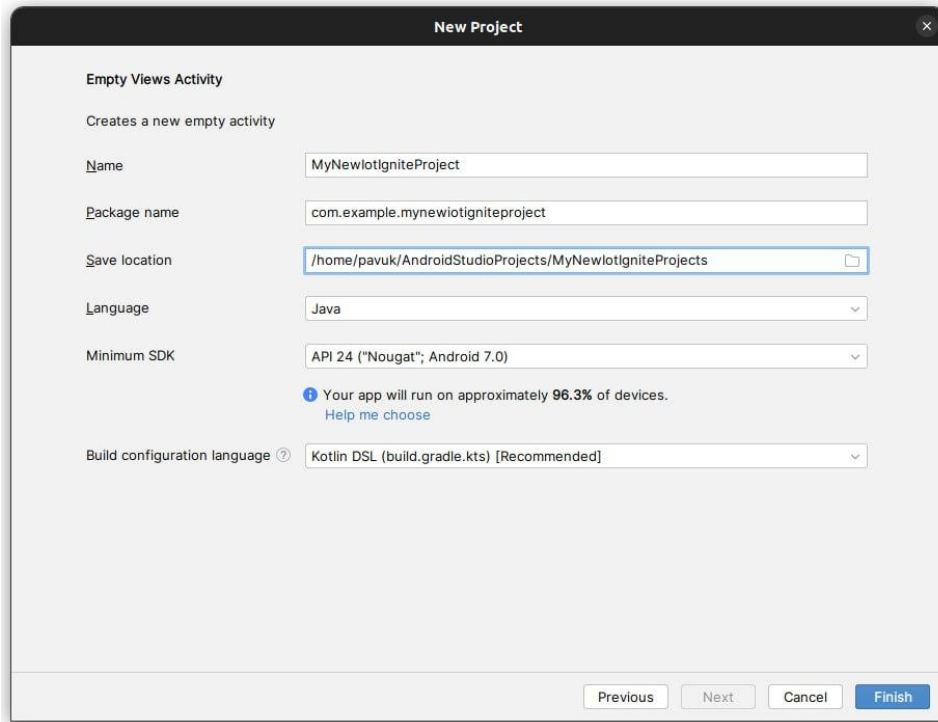 New Project
Empty Views Activity
Creates a new empty activity
Name MyNewIotIgniteProject
Package name com.example.mynewiotigniteproject
Save location /home/pavuk/AndroidStudioProjects/MyNewIotIgniteProjects
Language Java
Minimum SDK API 24 ("Nougat"; Android 7.0)
Your app will run on approximately 96.3% of devices.
Help me choose
Build configuration language ? Kotlin DSL (build.gradle.kts) [Recommended]
Previous Next Cancel Finish